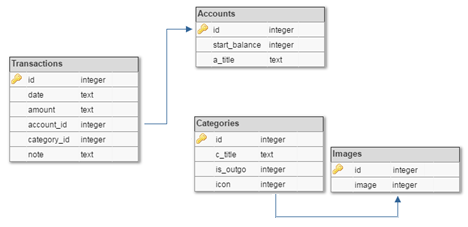 Accounts
id integer
start_balance integer
a_title text
Transactions
id integer
date text
amount text
account_id integer
category_id integer
note text
Categories
id integer
c_title text
is_outgo integer
icon integer
Images
id integer
image integer